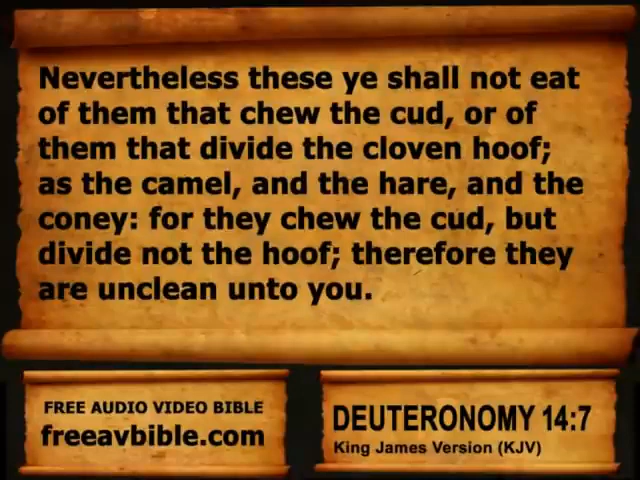 Nevertheless these ye shall not eat
of them that chew the cud, or of
them that divide the cloven hoof;
as the camel, and the hare, and the
coney: for they chew the cud, but
divide not the hoof; therefore they
are unclean unto you.
FREE AUDIO VIDEO BIBLE
freeavbible.com
DEUTERONOMY 14:7
King James Version (KJV)